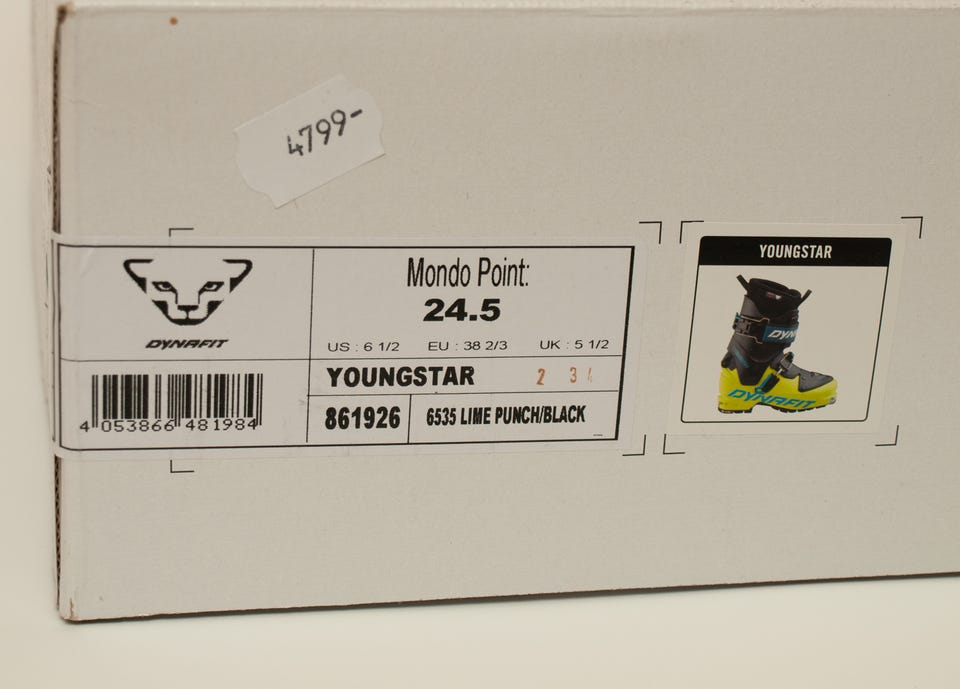 4799-
DYNAFIT
Mondo Point:
24.5
US : 6 1/2 EU : 38 2/3 UK : 5 1/2
YOUNGSTAR 2 3
861926 6535 LIME PUNCH/BLACK
4 053866 481984
YOUNGSTAR
DYNAFIT